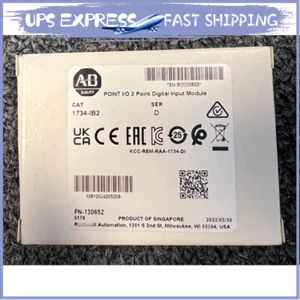 UPS EXPRESS FAST SHIPPING
AB
POINT I/O 2 Point Digital Input Module
CAT
1734-IB2
SER
D
UK
CA
CE
25
KCC-REM-RAA-1734-DI
PN-130652
PRODUCT OF SINGAPORE
2022/05/30
Rockwell Automation, 1201 S 2nd St, Milwaukee, WI 53204, USA